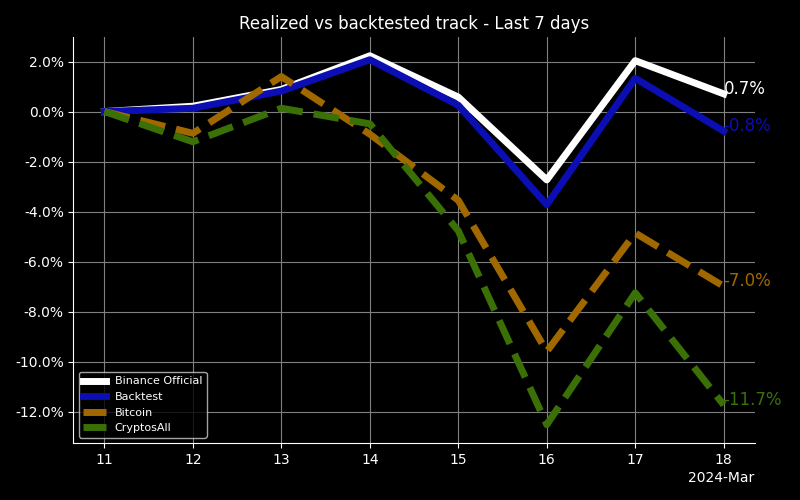 Realized vs backtested track - Last 7 days
2.0%
0.0%
-2.0%
-4.0%
-6.0%
-8.0%
-10.0%
-12.0%
0.7%
-0.8%
-7.0%
-11.7%
Binance Official
Backtest
Bitcoin
CryptosAll
11 12 13 14 15 16 17 18
2024-Mar